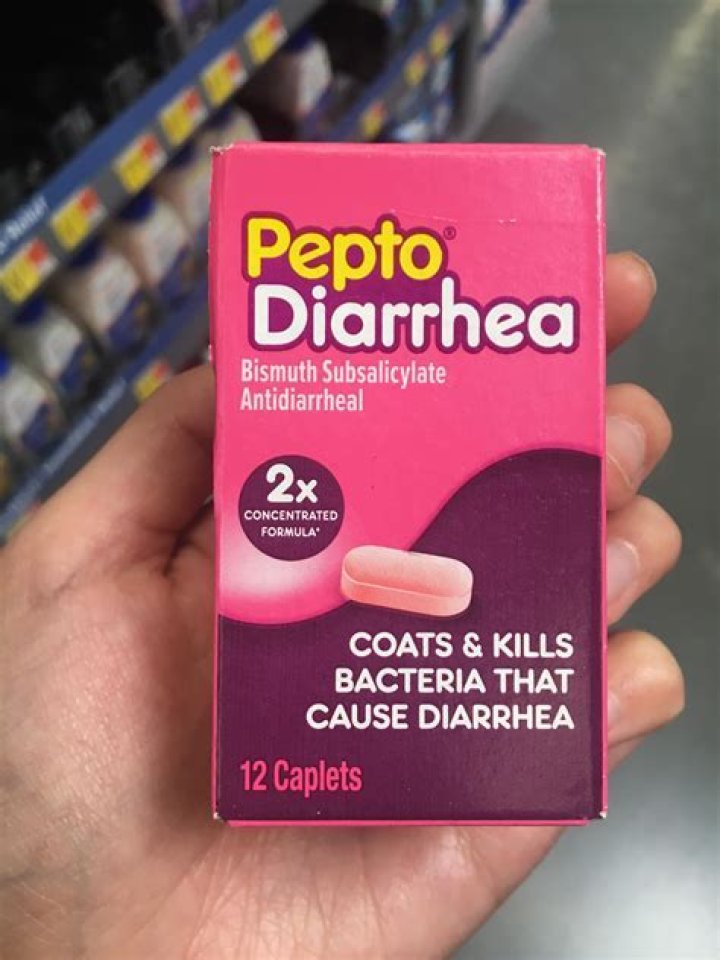 Pepto®
Diarrhea
Bismuth Subsalicylate
Antidiarrheal
2x
CONCENTRATED
FORMULA*
COATS & KILLS
BACTERIA THAT
CAUSE DIARRHEA
12 Caplets